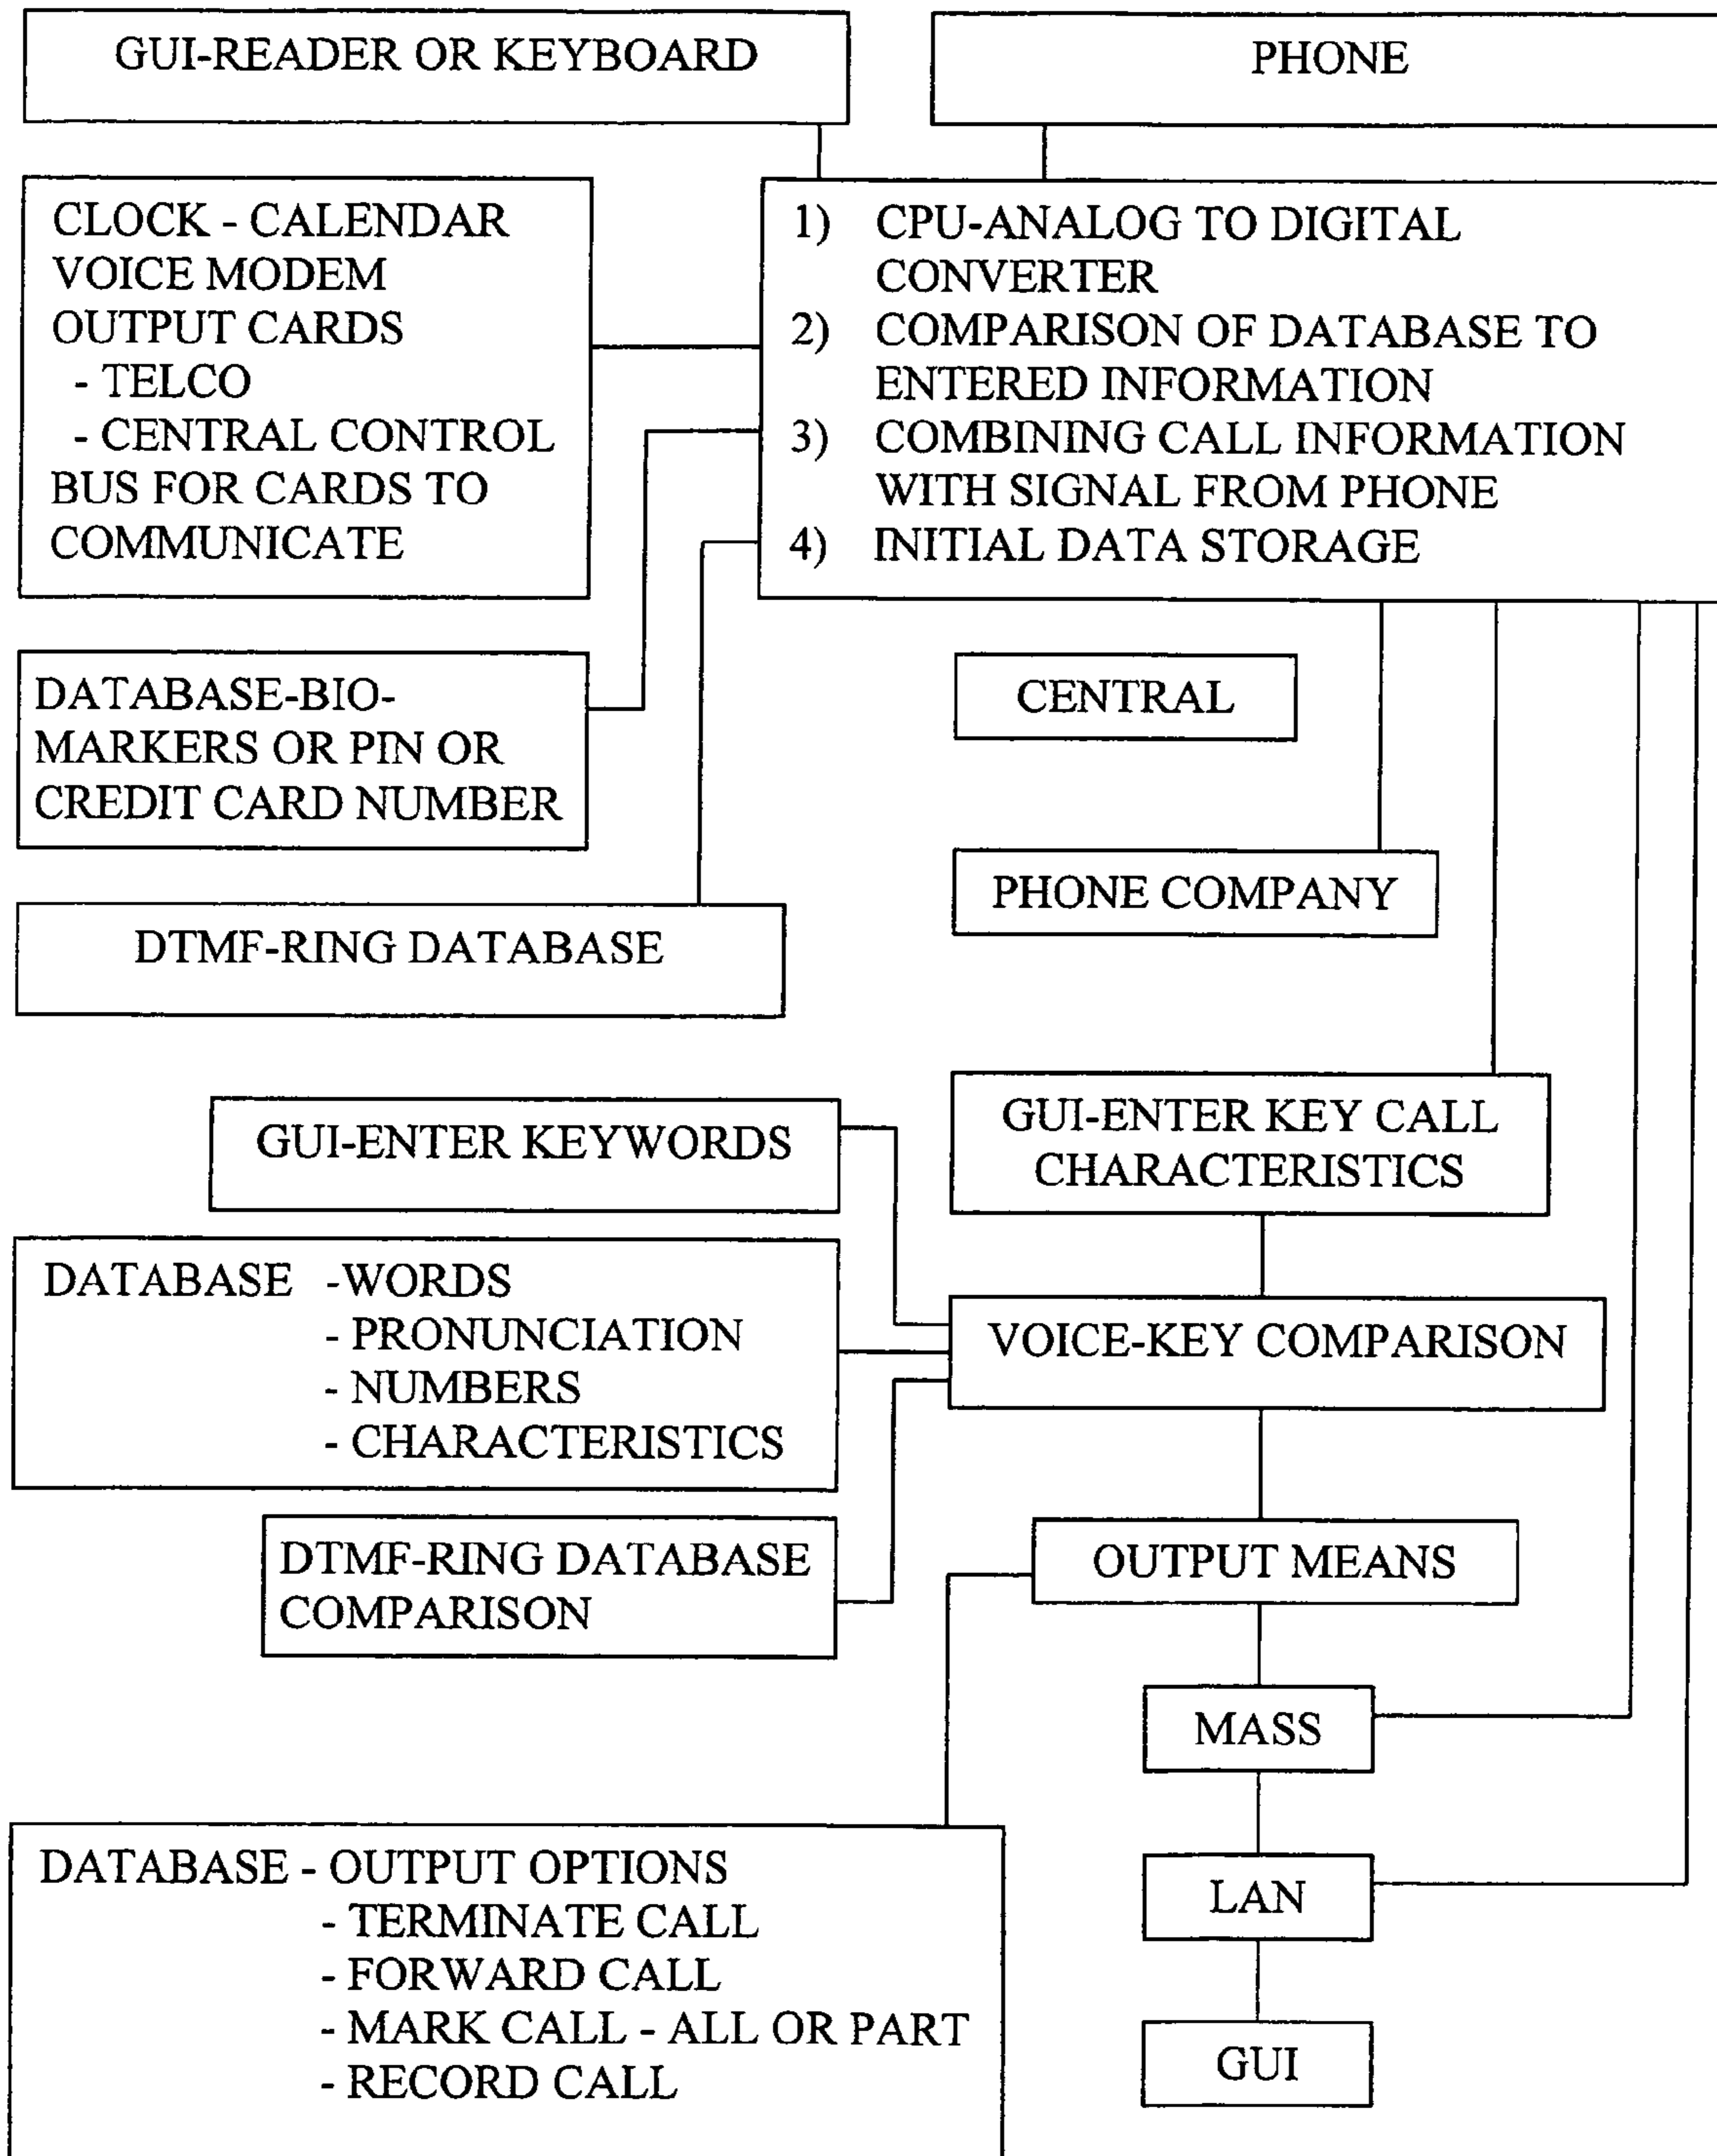 GUI-READER OR KEYBOARD
PHONE
CLOCK - CALENDAR
VOICE MODEM
OUTPUT CARDS
- TELCO
- CENTRAL CONTROL
BUS FOR CARDS TO
COMMUNICATE
1) CPU-ANALOG TO DIGITAL
CONVERTER
2) COMPARISON OF DATABASE TO
ENTERED INFORMATION
3) COMBINING CALL INFORMATION
WITH SIGNAL FROM PHONE
4) INITIAL DATA STORAGE
DATABASE-BIO-
MARKERS OR PIN OR
CREDIT CARD NUMBER
CENTRAL
PHONE COMPANY
DTMF-RING DATABASE
GUI-ENTER KEYWORDS
GUI-ENTER KEY CALL
CHARACTERISTICS
DATABASE -WORDS
- PRONUNCIATION
- NUMBERS
- CHARACTERISTICS
VOICE-KEY COMPARISON
DTMF-RING DATABASE
COMPARISON
OUTPUT MEANS
MASS
DATABASE - OUTPUT OPTIONS
- TERMINATE CALL
- FORWARD CALL
- MARK CALL - ALL OR PART
- RECORD CALL
LAN
GUI